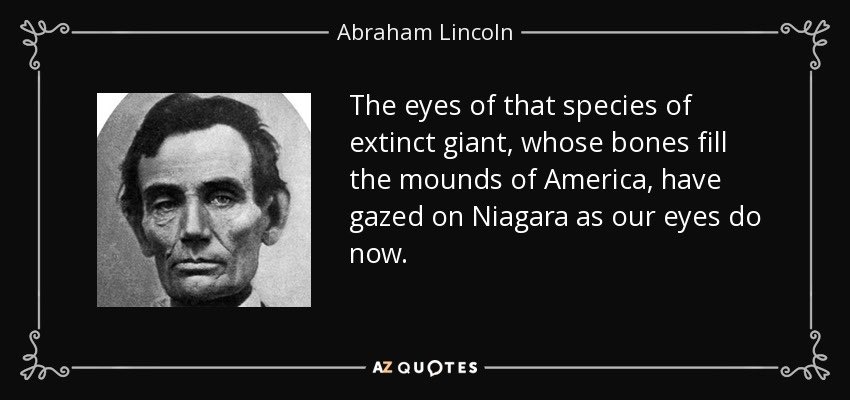 Abraham Lincoln
The eyes of that species of
extinct giant, whose bones fill
the mounds of America, have
gazed on Niagara as our eyes do
now.
AZ QUOTES